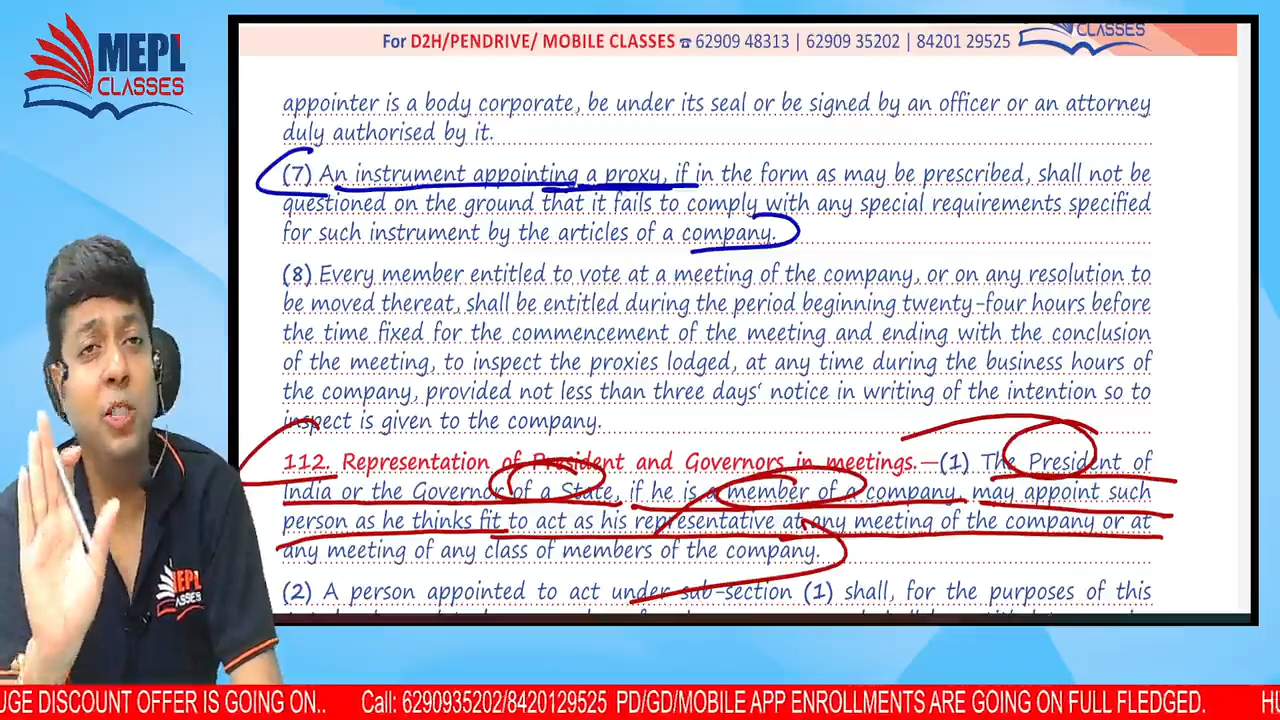 MEPL
CLASSES
For D2H/PENDRIVE/ MOBILE CLASSES ☎ 62909 48313 | 62909 35202 | 84201 29525
CLASSES
appointer is a body corporate, be under its seal or be signed by an officer or an attorney
duly authorised by it.
(7) An instrument appointing a proxy, if in the form as may be prescribed, shall not be
questioned on the ground that it fails to comply with any special requirements specified
for such instrument by the articles of a company.
(8) Every member entitled to vote at a meeting of the company, or on any resolution to
be moved thereat, shall be entitled during the period beginning twenty-four hours before
the time fixed for the commencement of the meeting and ending with the conclusion
of the meeting, to inspect the proxies lodged, at any time during the business hours of
the company, provided not less than three days‘ notice in writing of the intention so to
inspect is given to the company.
112. Representation of President and Governors in meetings.—(1) The President of
India or the Governor of a State, if he is a member of a company, may appoint such
person as he thinks fit to act as his representative at any meeting of the company or at
any meeting of any class of members of the company.
(2) A person appointed to act under sub-section (1) shall, for the purposes of this
MEPL
CLASSES
UGE DISCOUNT OFFER IS GOING ON.. Call: 6290935202/8420129525 PD/GD/MOBILE APP ENROLLMENTS ARE GOING ON FULL FLEDGED. HU